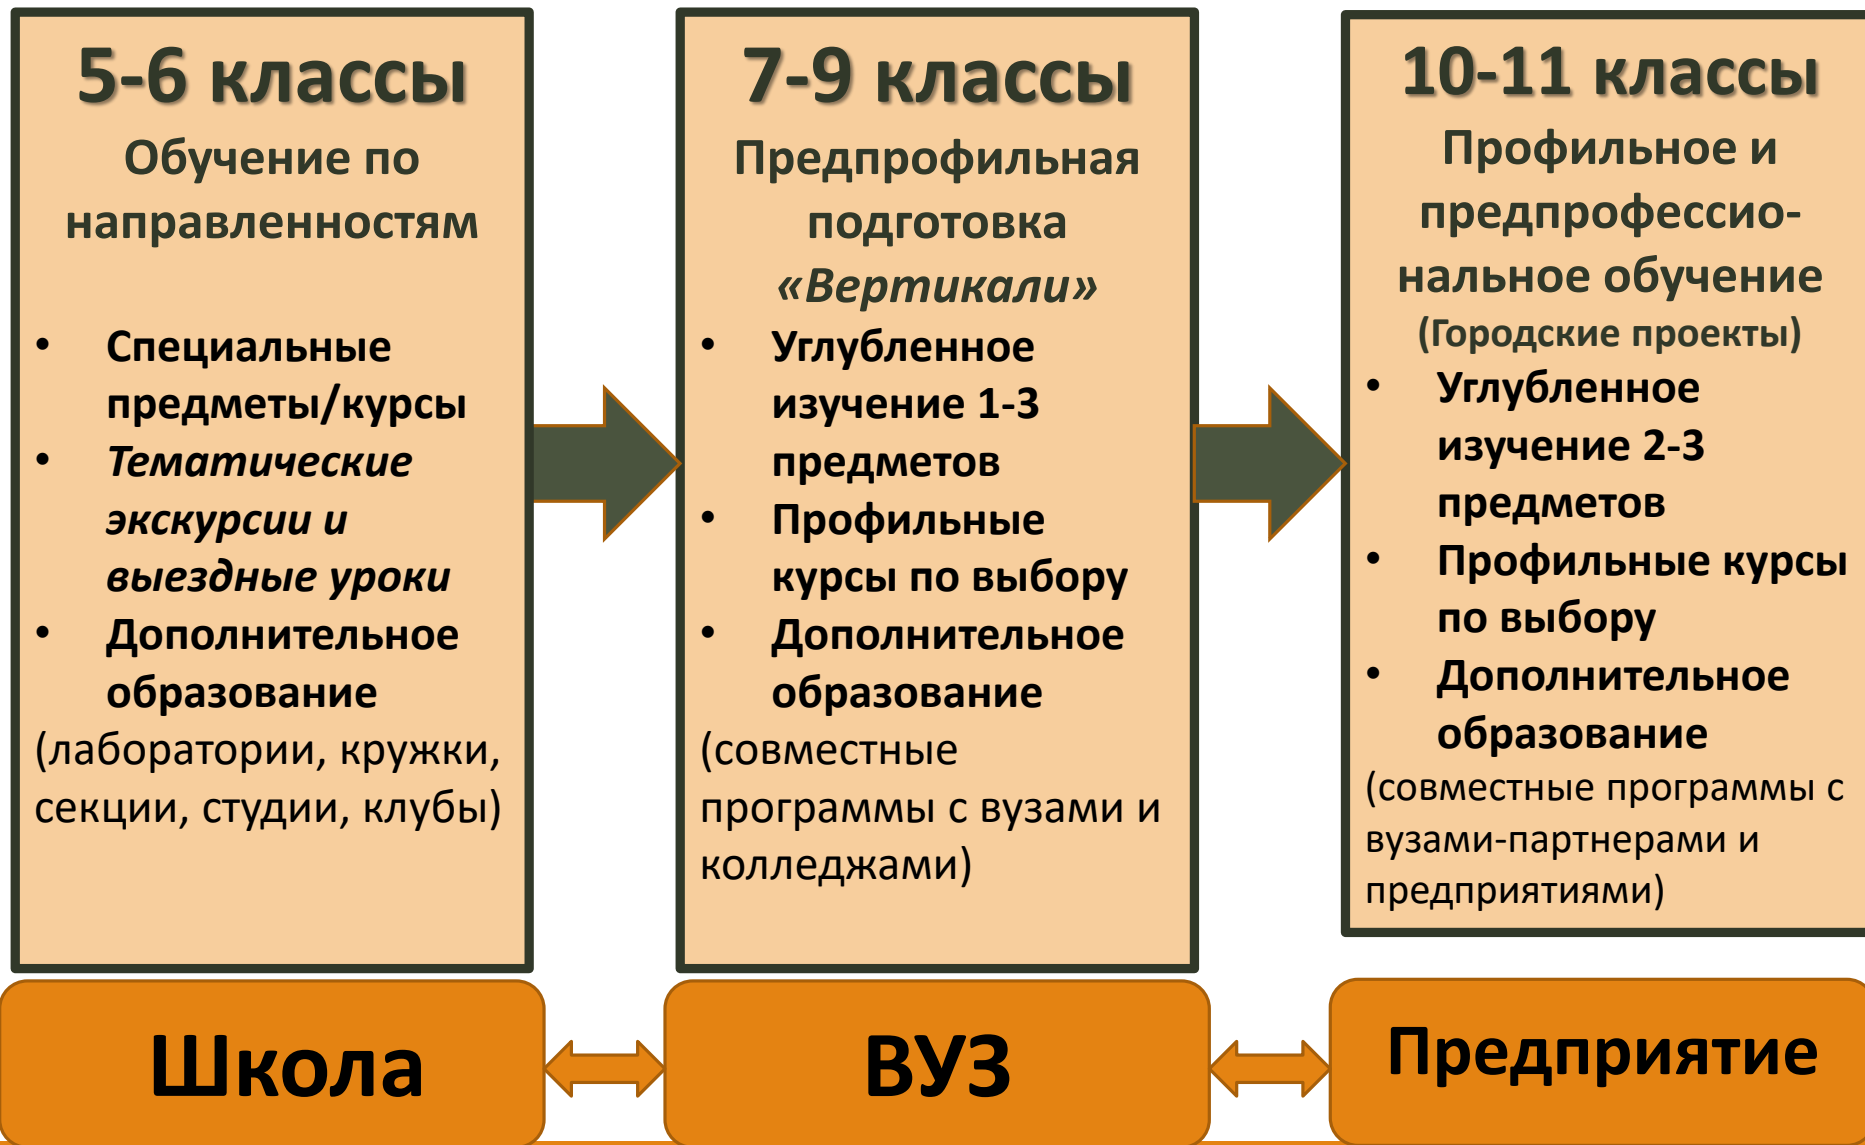 5-6 классы
Обучение по
направленностям
• Специальные
предметы/курсы
• Тематические
экскурсии и
выездные уроки
• Дополнительное
образование
(лаборатории, кружки,
секции, студии, клубы)
7-9 классы
Предпрофильная
подготовка
«Вертикали»
• Углубленное
изучение 1-3
предметов
• Профильные
курсы по выбору
• Дополнительное
образование
(совместные
программы с вузами и
колледжами)
10-11 классы
Профильное и
предпрофессио-
нальное обучение
(Городские проекты)
• Углубленное
изучение 2-3
предметов
• Профильные курсы
по выбору
• Дополнительное
образование
(совместные программы с
вузами-партнерами и
предприятиями)
Школа
ВУЗ
Предприятие